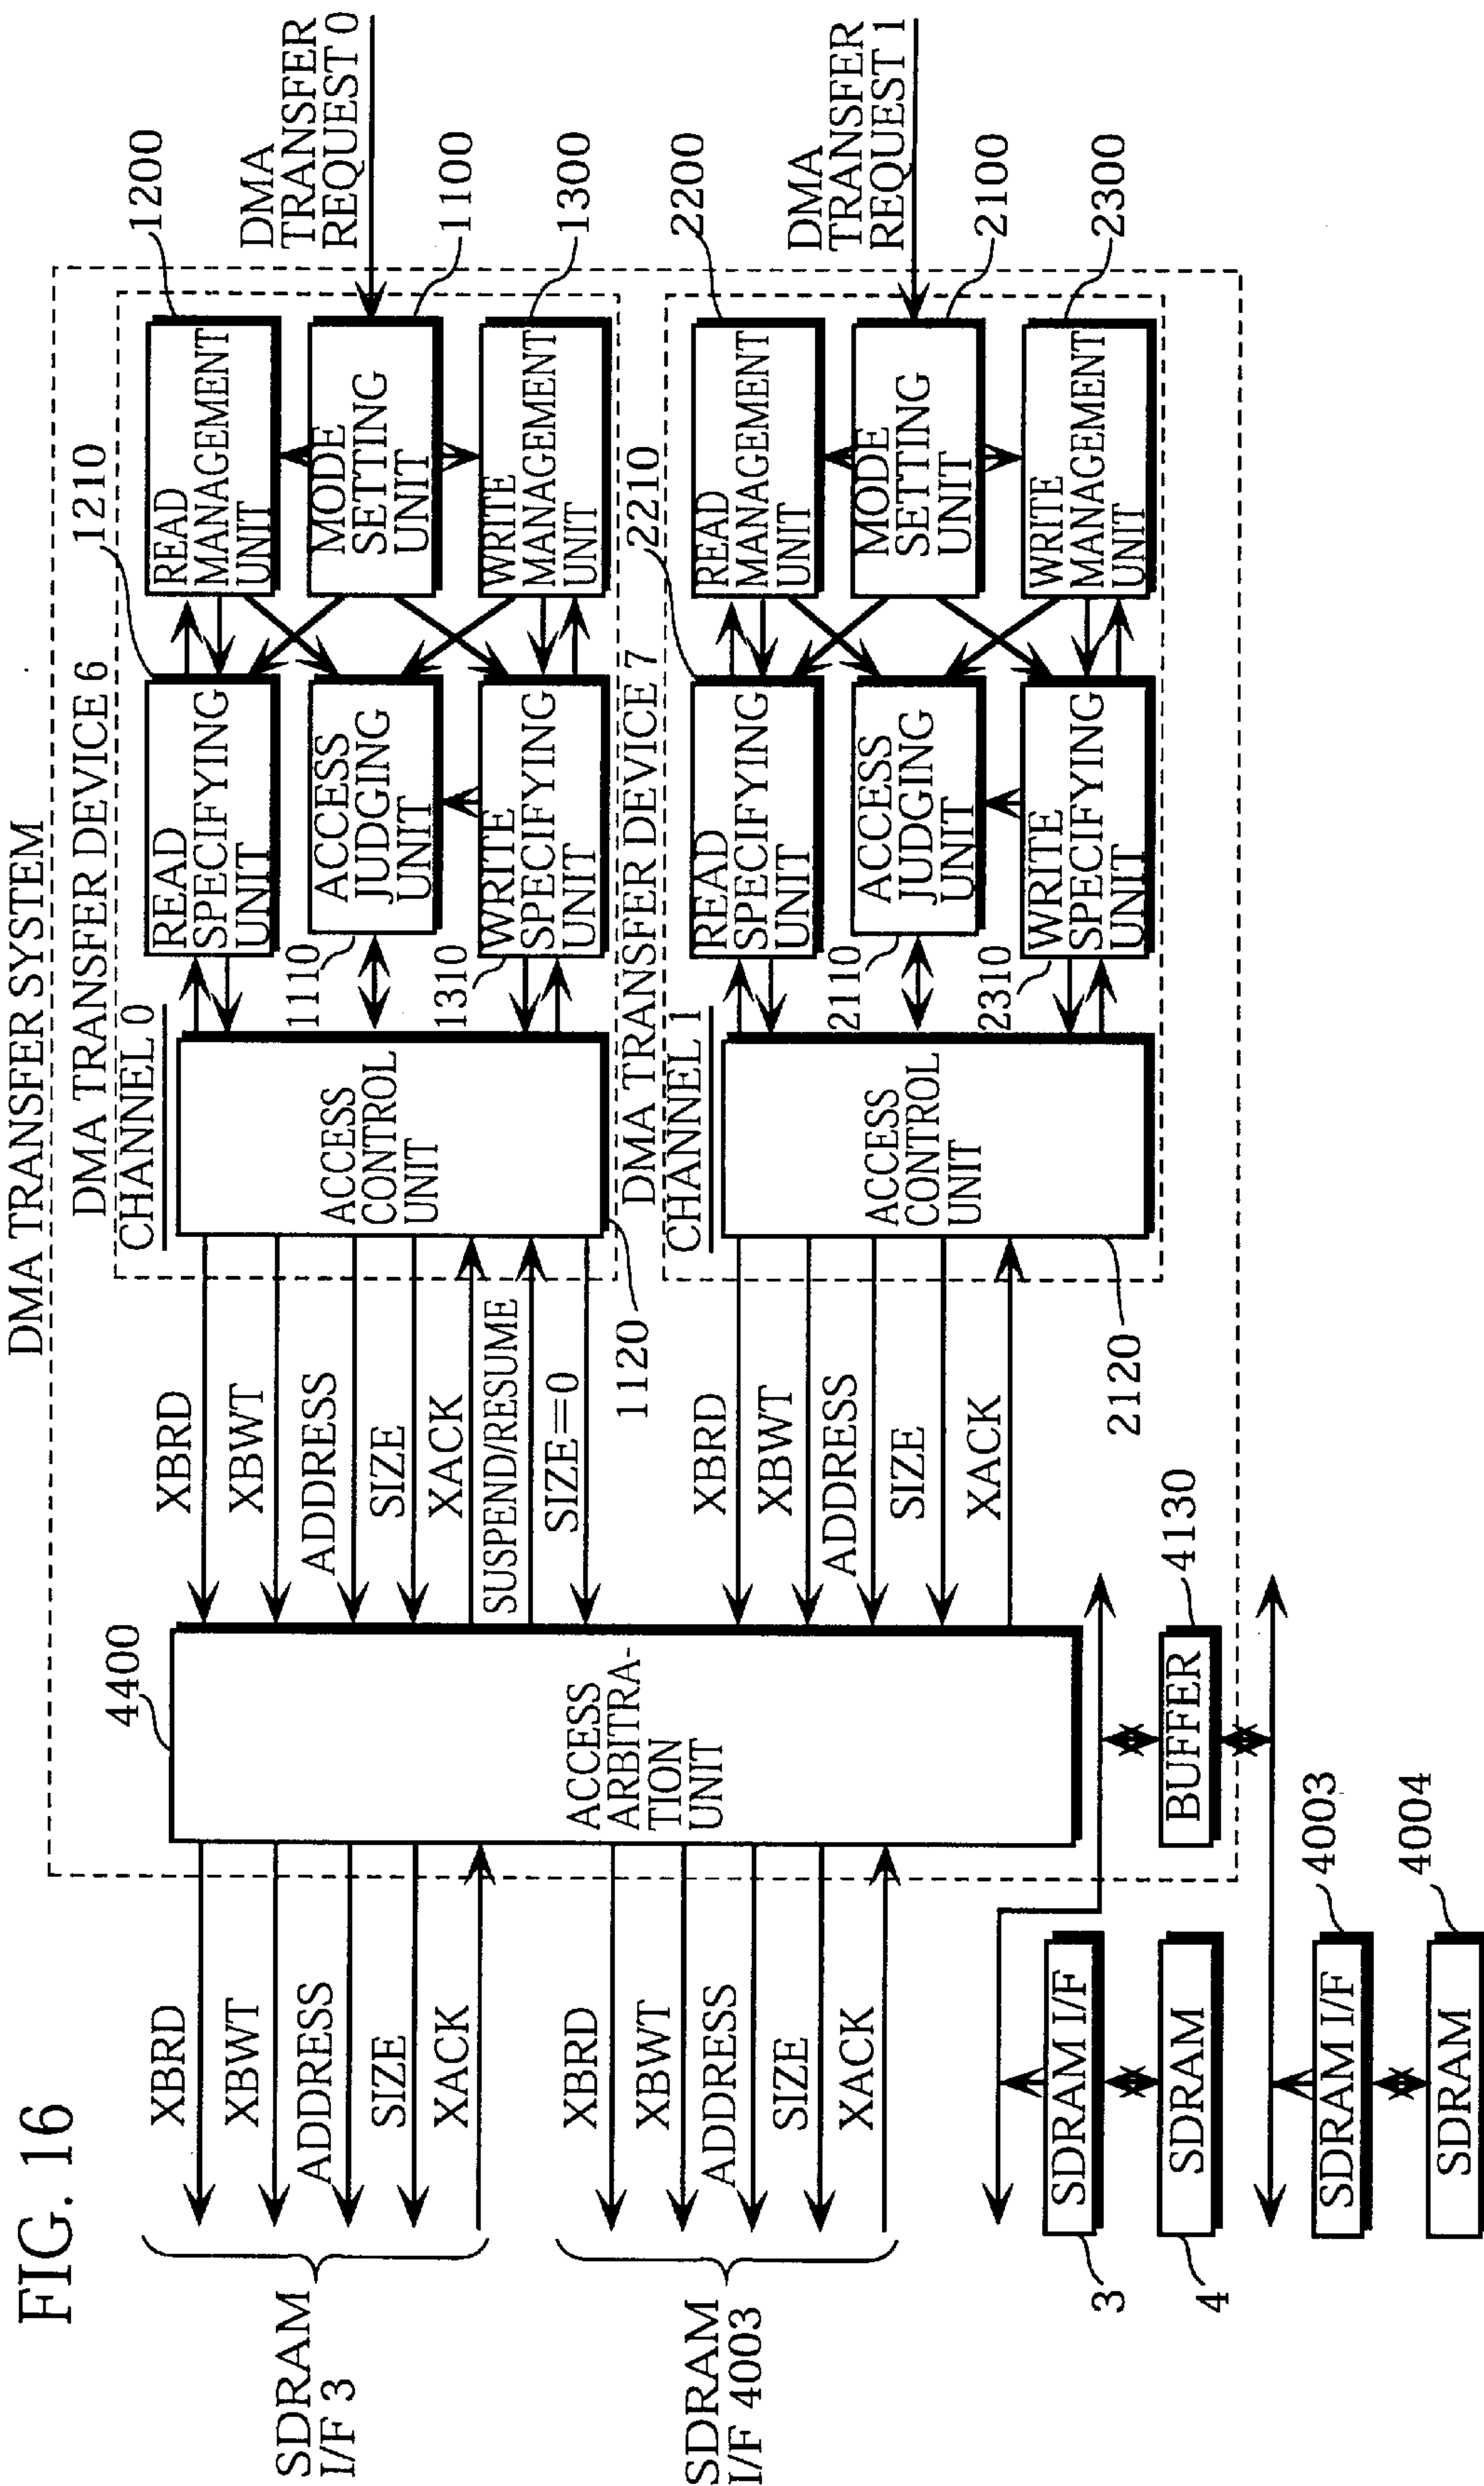 FIG. 16
DMA TRANSFER SYSTEM
DMA TRANSFER DEVICE 6
CHANNEL 0
SDRAM
I/F 3
XBRD
XBWT
ADDRESS
SIZE
XACK
4400
ACCESS
ARBITRA-
TION
UNIT
XBRD
XBWT
ADDRESS
SIZE
XACK
SUSPEND/RESUME
SIZE==0
1120
ACCESS
CONTROL
UNIT
1210
READ
SPECIFYING
UNIT
1110
ACCESS
JUDGING
UNIT
1310
WRITE
SPECIFYING
UNIT
1200
READ
MANAGEMENT
UNIT
MODE
SETTING
UNIT
1100
WRITE
MANAGEMENT
UNIT
1300
DMA
TRANSFER
REQUEST 0
SDRAM
I/F 4003
XBRD
XBWT
ADDRESS
SIZE
XACK
DMA TRANSFER DEVICE 7
CHANNEL 1
XBRD
XBWT
ADDRESS
SIZE
XACK
2120
ACCESS
CONTROL
UNIT
2210
READ
SPECIFYING
UNIT
2110
ACCESS
JUDGING
UNIT
2310
WRITE
SPECIFYING
UNIT
2200
READ
MANAGEMENT
UNIT
MODE
SETTING
UNIT
2100
WRITE
MANAGEMENT
UNIT
2300
DMA
TRANSFER
REQUEST 1
3
SDRAM I/F
4
SDRAM
BUFFER
4130
SDRAM I/F
4003
SDRAM
4004